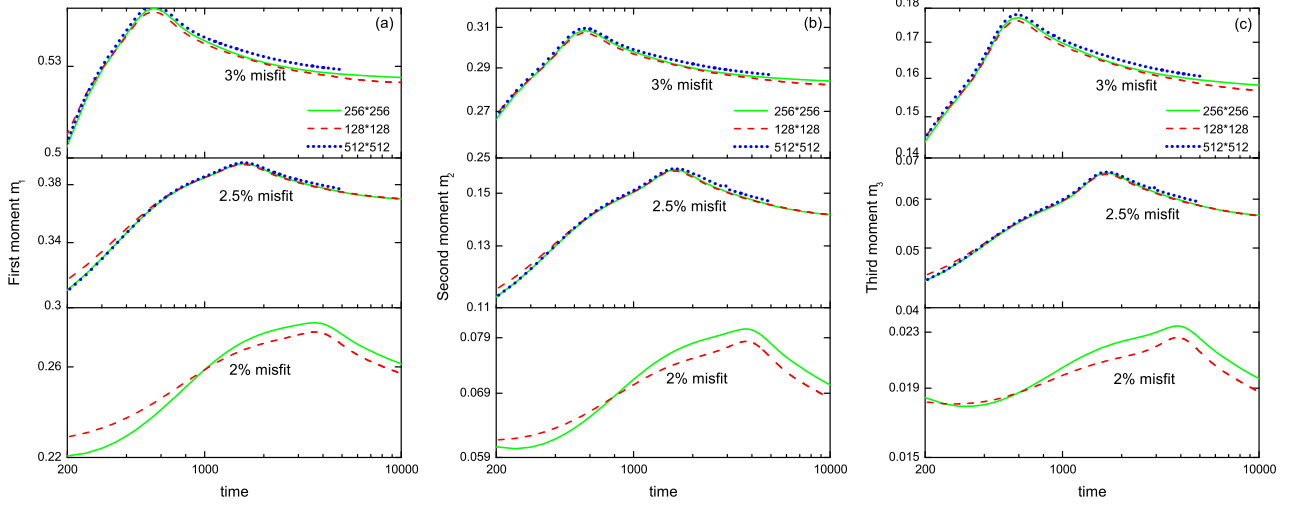 (a)
0.53
3% misfit
256*256
128*128
512*512
0.5
0.38
2.5% misfit
0.34
0.3
0.26
2% misfit
0.22
200
1000
10000
time
First moment m1
(b)
0.31
0.29
3% misfit
0.27
256*256
128*128
512*512
0.25
0.15
2.5% misfit
0.13
0.11
0.079
2% misfit
0.069
0.059
200
1000
10000
time
Second moment m2
0.18
(c)
0.17
0.16
3% misfit
0.15
256*256
128*128
512*512
0.14
0.07
0.06
2.5% misfit
0.05
0.04
0.023
2% misfit
0.019
0.015
200
1000
10000
time
Third moment m3